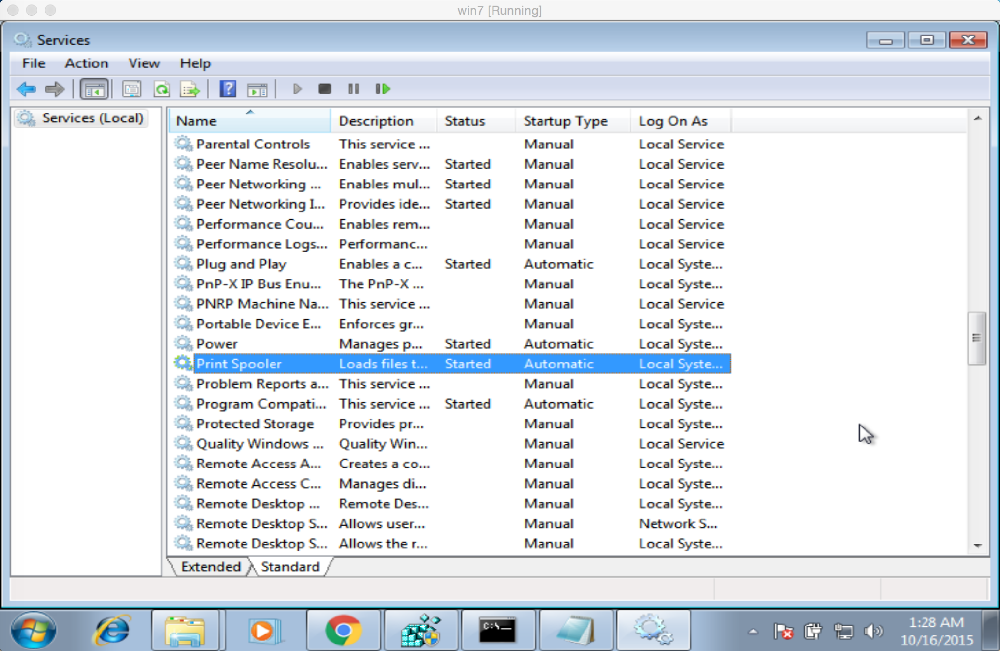 win7 [Running]
Services
File Action View Help
Services (Local)
Name Description Status Startup Type Log On As
Parental Controls This service ... Manual Local Service
Peer Name Resolu... Enables serv... Started Manual Local Service
Peer Networking ... Enables mul... Started Manual Local Service
Peer Networking I... Provides ide... Started Manual Local Service
Performance Cou... Enables rem... Manual Local Service
Performance Logs... Performanc... Manual Local Service
Plug and Play Enables a c... Started Automatic Local Syste...
PnP-X IP Bus Enu... The PnP-X ... Manual Local Syste...
PNRP Machine Na... This service ... Manual Local Service
Portable Device E... Enforces gr... Manual Local Syste...
Power Manages p... Started Automatic Local Syste...
Print Spooler Loads files t... Started Automatic Local Syste...
Problem Reports a... This service ... Manual Local Syste...
Program Compati... This service ... Started Automatic Local Syste...
Protected Storage Provides pr... Manual Local Syste...
Quality Windows ... Quality Win... Manual Local Service
Remote Access A... Creates a co... Manual Local Syste...
Remote Access C... Manages di... Manual Local Syste...
Remote Desktop ... Remote Des... Manual Local Syste...
Remote Desktop S... Allows user... Manual Network S...
Remote Desktop S... Allows the r... Manual Local Syste...
Extended Standard
C:\_
1:28 AM
10/16/2015